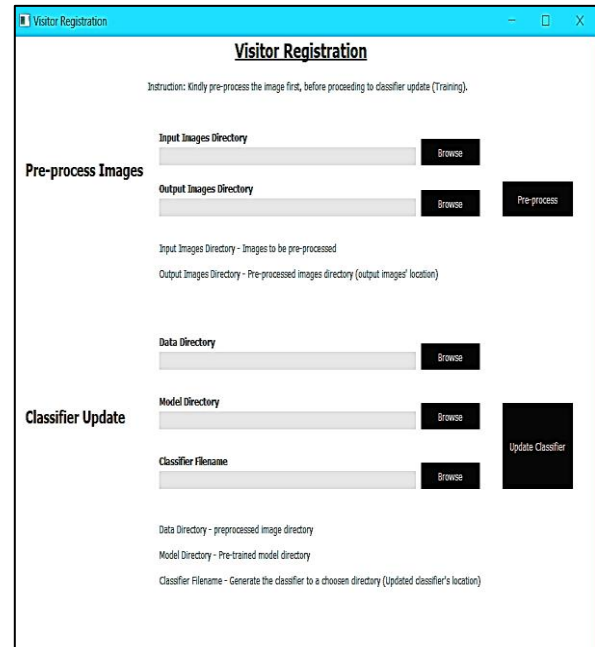 Visitor Registration
Visitor Registration
Instruction: Kindly pre-process the image first, before proceeding to classifier update (Training).
Pre-process Images
Input Images Directory
Browse
Output Images Directory
Browse
Pre-process
Input Images Directory - Images to be pre-processed
Output Images Directory - Pre-processed images directory (output images' location)
Classifier Update
Data Directory
Browse
Model Directory
Browse
Classifier Filename
Browse
Update Classifier
Data Directory - preprocessed image directory
Model Directory - Pre-trained model directory
Classifier Filename - Generate the classifier to a choosen directory (Updated classifier's location)